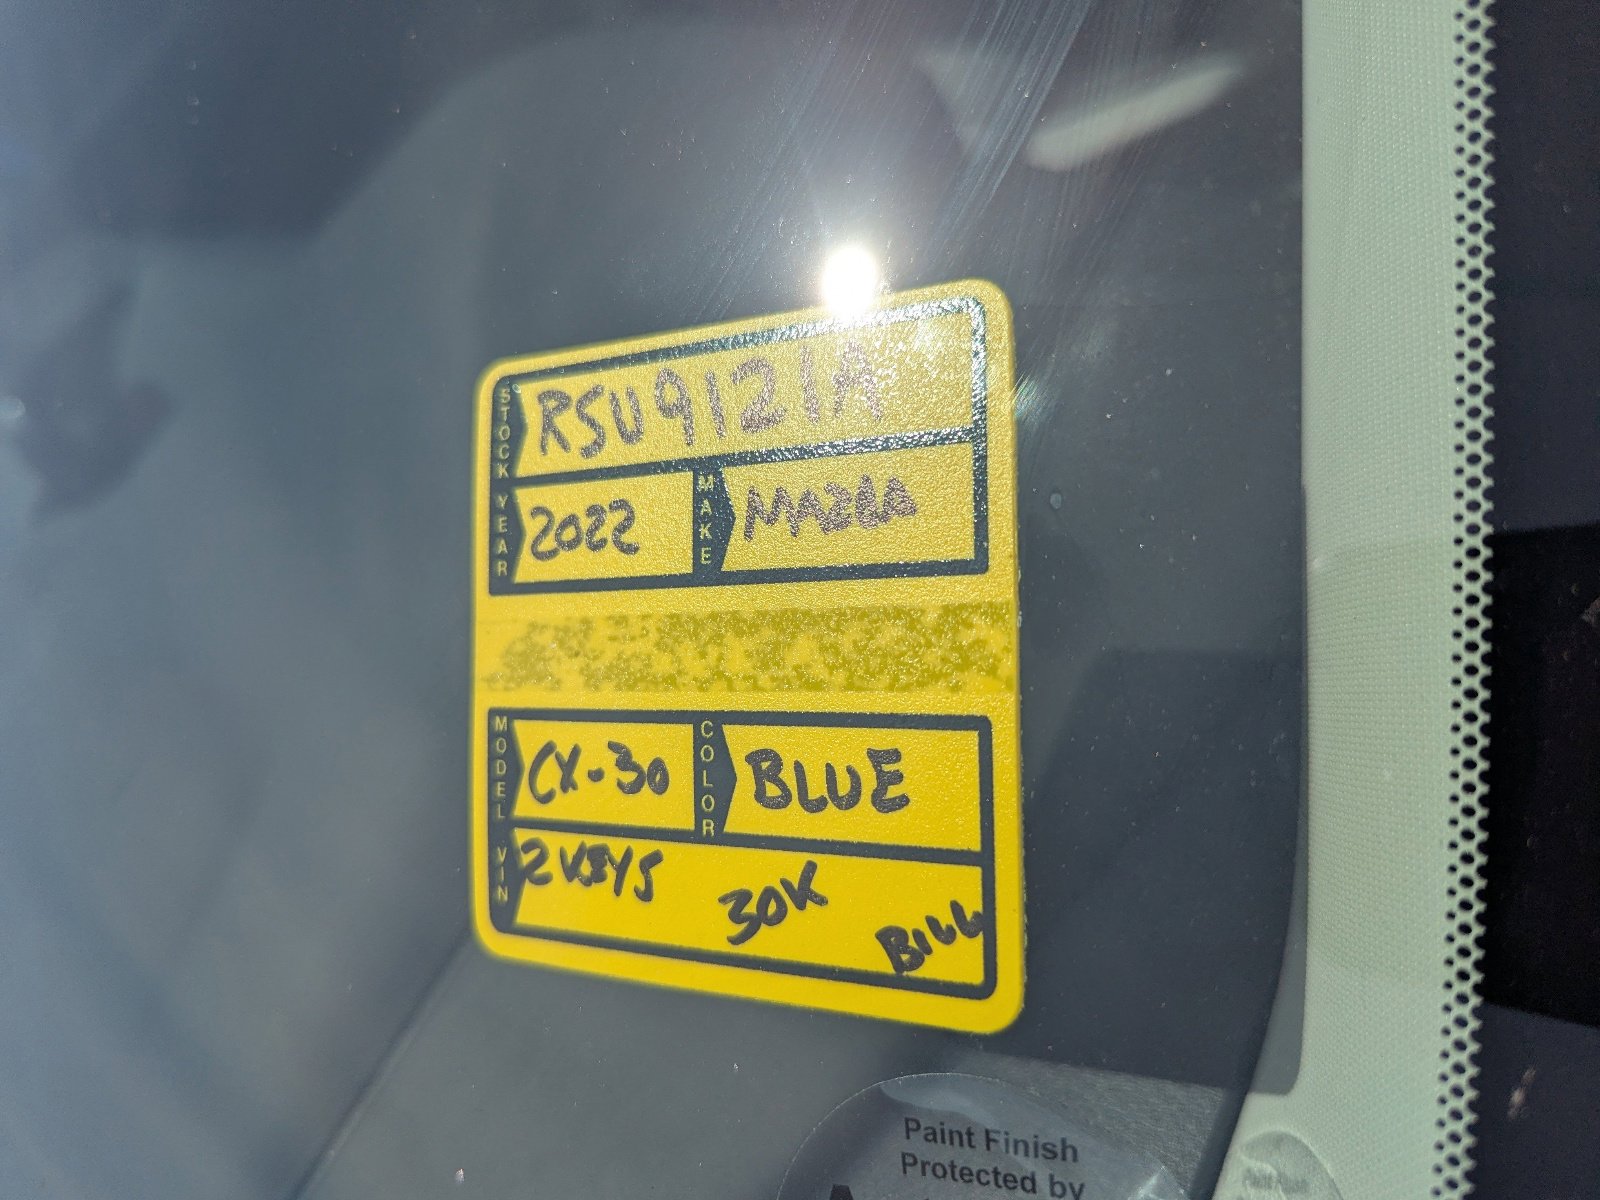 STOCK RSU9121A
YEAR 2022 MAKE MAZDA
MODEL CX-30 COLOR BLUE
VIN 2 KEYS 30K BILL
Paint Finish
Protected by